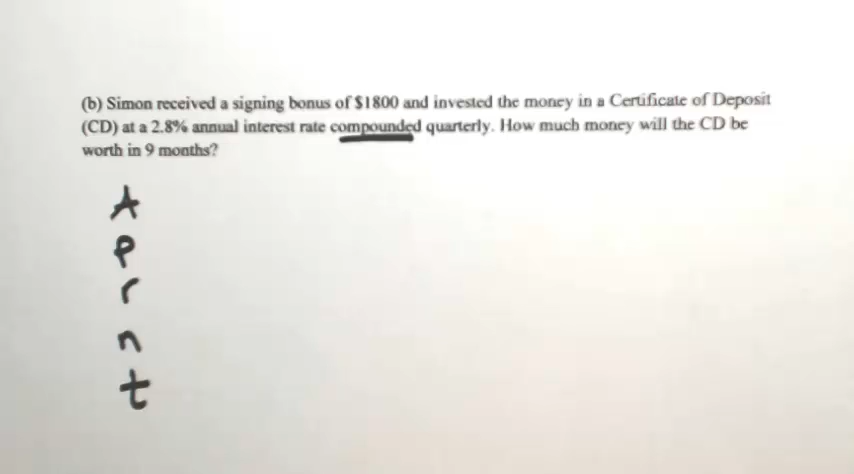 (b) Simon received a signing bonus of $1800 and invested the money in a Certificate of Deposit
(CD) at a 2.8% annual interest rate compounded quarterly. How much money will the CD be
worth in 9 months?
A
P
r
n
t